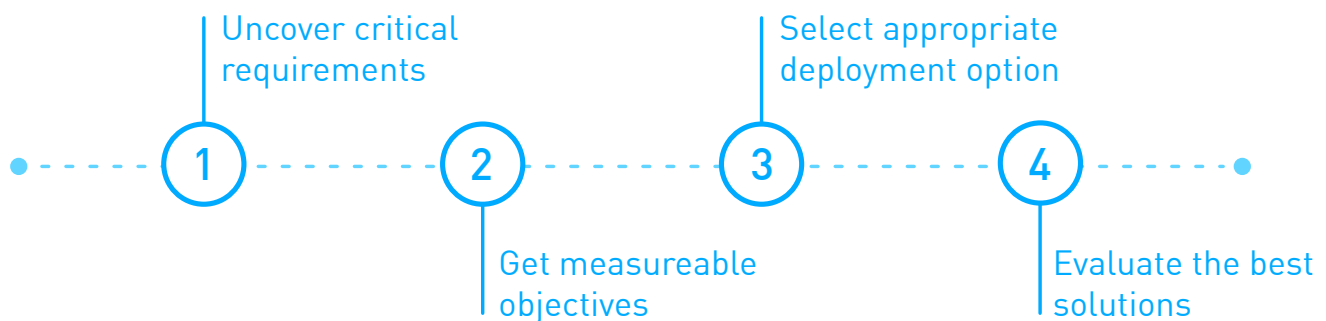 Uncover critical
requirements
Select appropriate
deployment option
1
2
3
4
Get measureable
objectives
Evaluate the best
solutions